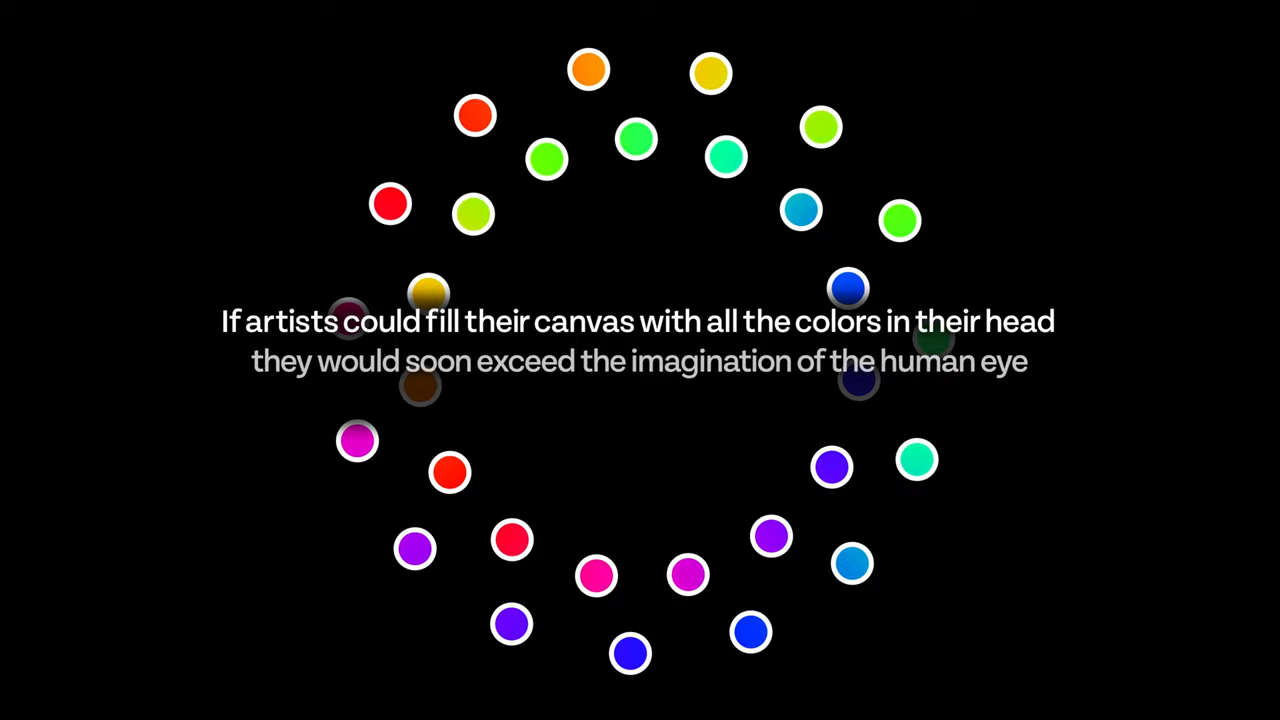 If artists could fill their canvas with all the colors in their head
they would soon exceed the imagination of the human eye